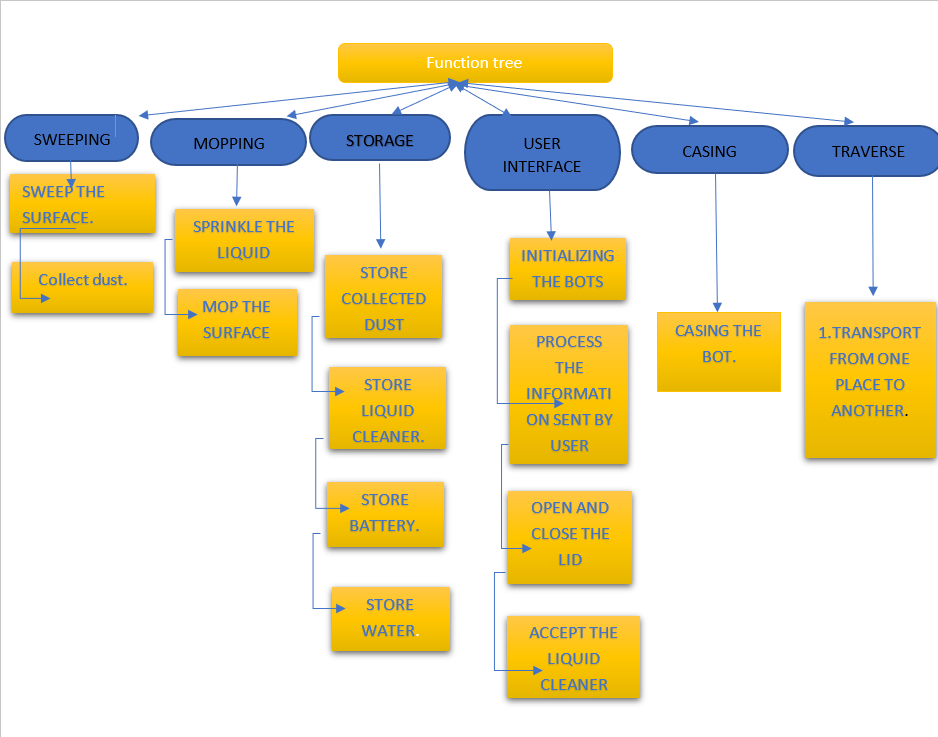 Function tree
SWEEPING
MOPPING
STORAGE
USER
INTERFACE
CASING
TRAVERSE
SWEEP THE
SURFACE.
Collect dust.
SPRINKLE THE
LIQUID
MOP THE
SURFACE
STORE
COLLECTED
DUST
STORE
LIQUID
CLEANER.
STORE
BATTERY.
STORE
WATER.
INITIALIZING
THE BOTS
PROCESS
THE
INFORMATI
ON SENT BY
USER
OPEN AND
CLOSE THE
LID
ACCEPT THE
LIQUID
CLEANER
CASING THE
BOT.
1.TRANSPORT
FROM ONE
PLACE TO
ANOTHER.